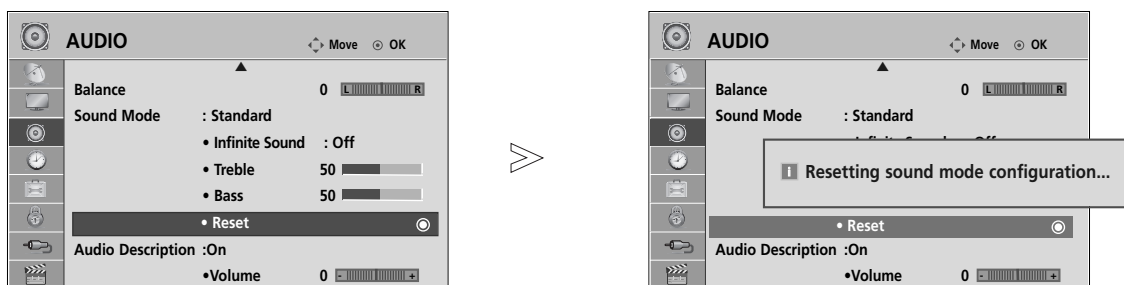 AUDIO Move OK
Balance 0 L R
Sound Mode : Standard
• Infinite Sound : Off
• Treble 50
• Bass 50
• Reset
Audio Description :On
•Volume 0 - +
AUDIO Move OK
Balance 0 L R
Sound Mode : Standard
i Resetting sound mode configuration...
• Reset
Audio Description :On
•Volume 0 - +